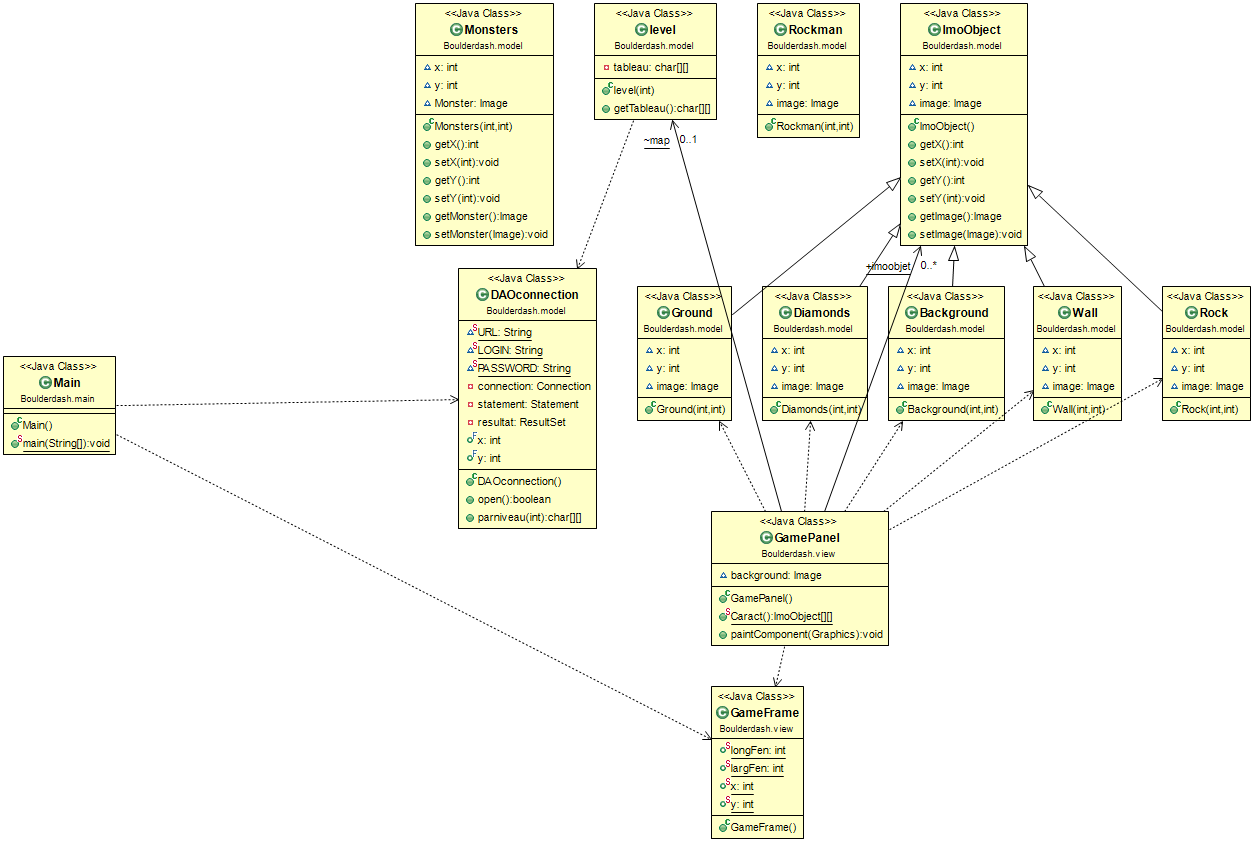 <<Java Class>>
Monsters
Boulderdash.model
x: int
y: int
Monster: Image
Monsters(int,int)
getX():int
setX(int):void
getY():int
setY(int):void
getMonster():Image
setMonster(Image):void
<<Java Class>>
level
Boulderdash.model
tableau: char[][]
level(int)
getTableau():char[][]
<<Java Class>>
Rockman
Boulderdash.model
x: int
y: int
image: Image
Rockman(int,int)
<<Java Class>>
ImoObject
Boulderdash.model
x: int
y: int
image: Image
ImoObject()
getX():int
setX(int):void
getY():int
setY(int):void
getImage():Image
setImage(Image):void
~map 0..1
+imoobjet 0..*
<<Java Class>>
DAOconnection
Boulderdash.model
URL: String
LOGIN: String
PASSWORD: String
connection: Connection
statement: Statement
resultat: ResultSet
x: int
y: int
DAOconnection()
open():boolean
parniveau(int):char[][]
<<Java Class>>
Ground
Boulderdash.model
x: int
y: int
image: Image
Ground(int,int)
<<Java Class>>
Diamonds
Boulderdash.model
x: int
y: int
image: Image
Diamonds(int,int)
<<Java Class>>
Background
Boulderdash.model
x: int
y: int
image: Image
Background(int,int)
<<Java Class>>
Wall
Boulderdash.model
x: int
y: int
image: Image
Wall(int,int)
<<Java Class>>
Rock
Boulderdash.model
x: int
y: int
image: Image
Rock(int,int)
<<Java Class>>
Main
Boulderdash.main
Main()
main(String[]):void
<<Java Class>>
GamePanel
Boulderdash.view
background: Image
GamePanel()
Caract():ImoObject[][]
paintComponent(Graphics):void
<<Java Class>>
GameFrame
Boulderdash.view
longFen: int
largFen: int
x: int
y: int
GameFrame()